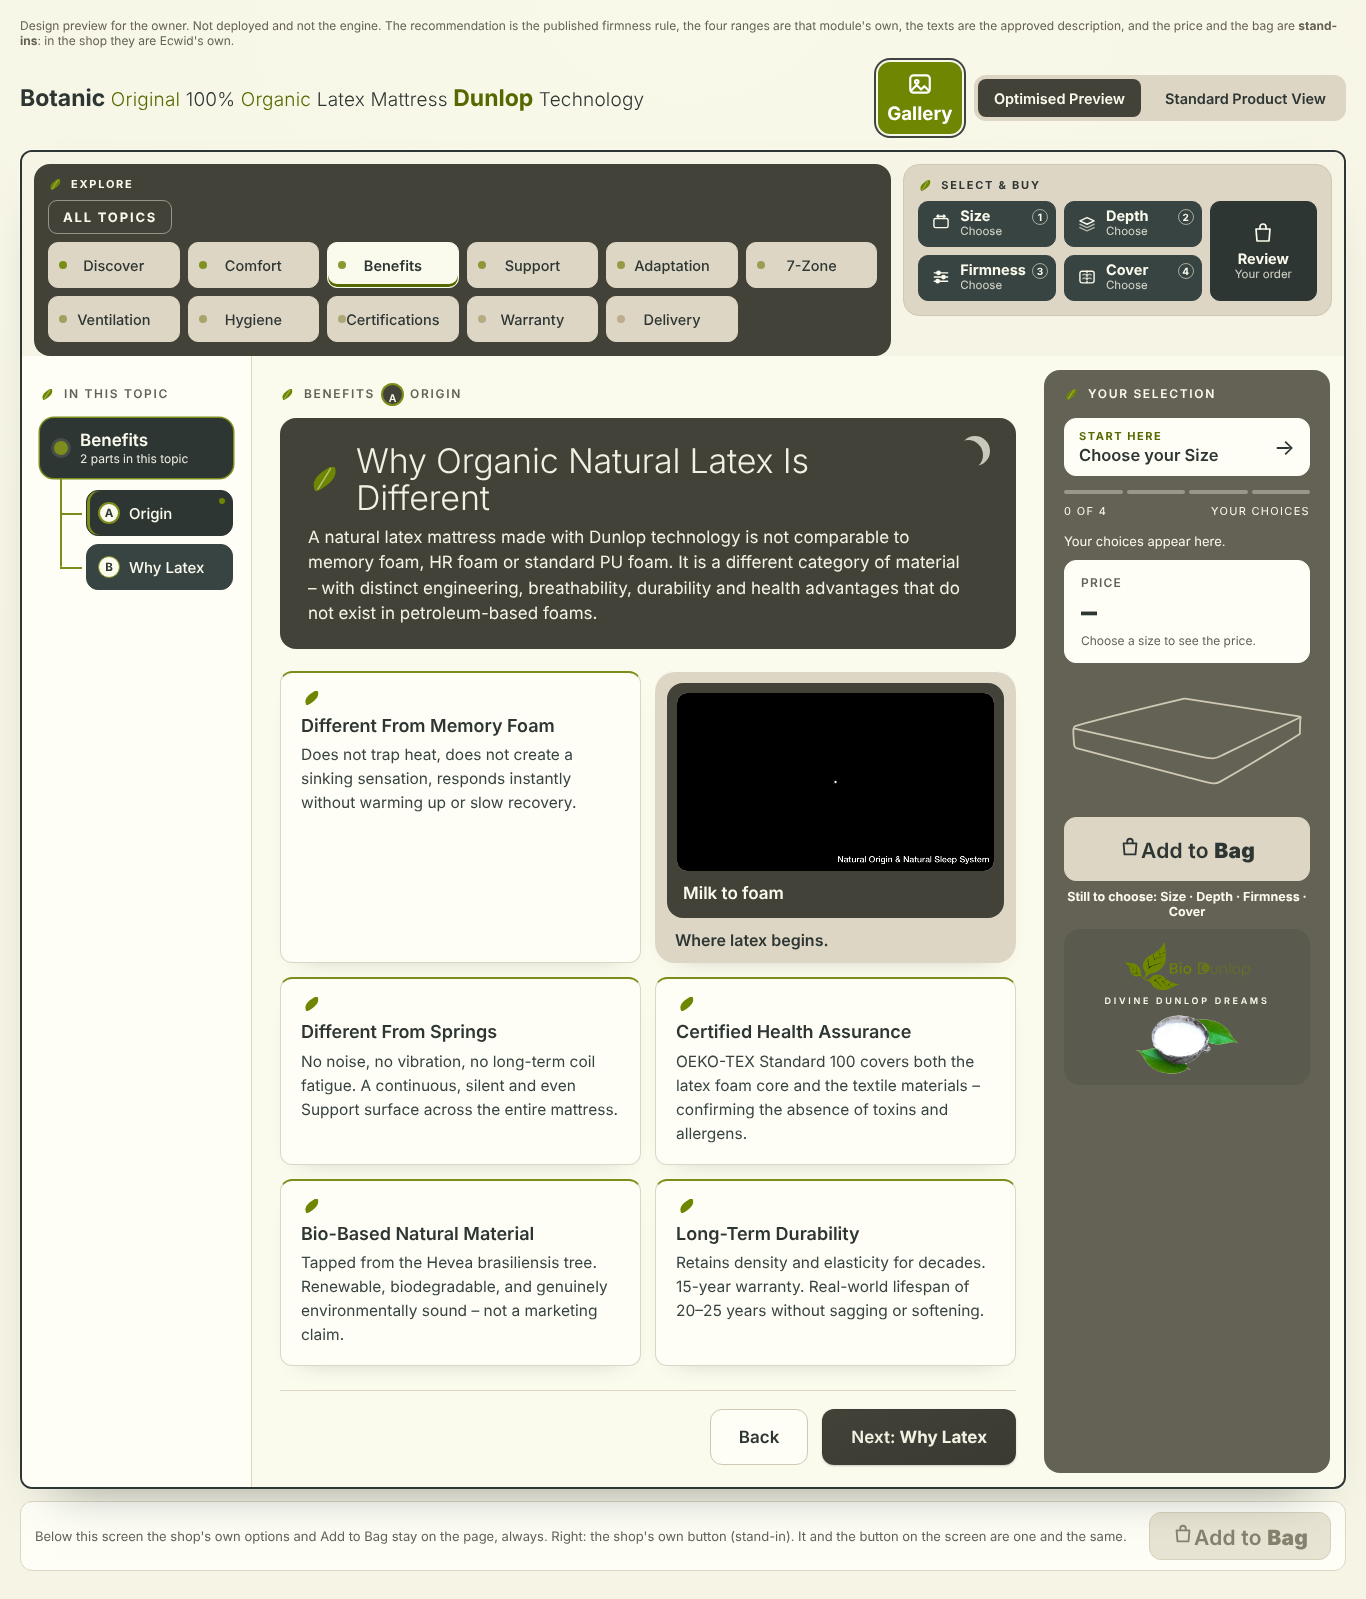 Design preview for the owner. Not deployed and not the engine. The recommendation is the published firmness rule, the four ranges are that module's own, the texts are the approved description, and the price and the bag are stand-
ins: in the shop they are Ecwid's own.
Botanic Original 100% Organic Latex Mattress Dunlop Technology
Gallery
Optimised Preview
Standard Product View
EXPLORE
ALL TOPICS
Discover
Comfort
Benefits
Support
Adaptation
7-Zone
Ventilation
Hygiene
Certifications
Warranty
Delivery
SELECT & BUY
Size 1
Choose
Depth 2
Choose
Firmness 3
Choose
Cover 4
Choose
Review
Your order
IN THIS TOPIC
Benefits
2 parts in this topic
A Origin
B Why Latex
BENEFITS A ORIGIN
Why Organic Natural Latex Is
Different
A natural latex mattress made with Dunlop technology is not comparable to
memory foam, HR foam or standard PU foam. It is a different category of material
– with distinct engineering, breathability, durability and health advantages that do
not exist in petroleum-based foams.
Different From Memory Foam
Does not trap heat, does not create a
sinking sensation, responds instantly
without warming up or slow recovery.
Natural Origin & Natural Sleep System
Milk to foam
Where latex begins.
Different From Springs
No noise, no vibration, no long-term coil
fatigue. A continuous, silent and even
Support surface across the entire mattress.
Certified Health Assurance
OEKO-TEX Standard 100 covers both the
latex foam core and the textile materials –
confirming the absence of toxins and
allergens.
Bio-Based Natural Material
Tapped from the Hevea brasiliensis tree.
Renewable, biodegradable, and genuinely
environmentally sound – not a marketing
claim.
Long-Term Durability
Retains density and elasticity for decades.
15-year warranty. Real-world lifespan of
20–25 years without sagging or softening.
Back
Next: Why Latex
YOUR SELECTION
START HERE
Choose your Size
0 OF 4
YOUR CHOICES
Your choices appear here.
PRICE
–
Choose a size to see the price.
Add to Bag
Still to choose: Size · Depth · Firmness ·
Cover
Bio Dunlop
DIVINE DUNLOP DREAMS
Below this screen the shop's own options and Add to Bag stay on the page, always. Right: the shop's own button (stand-in). It and the button on the screen are one and the same.
Add to Bag